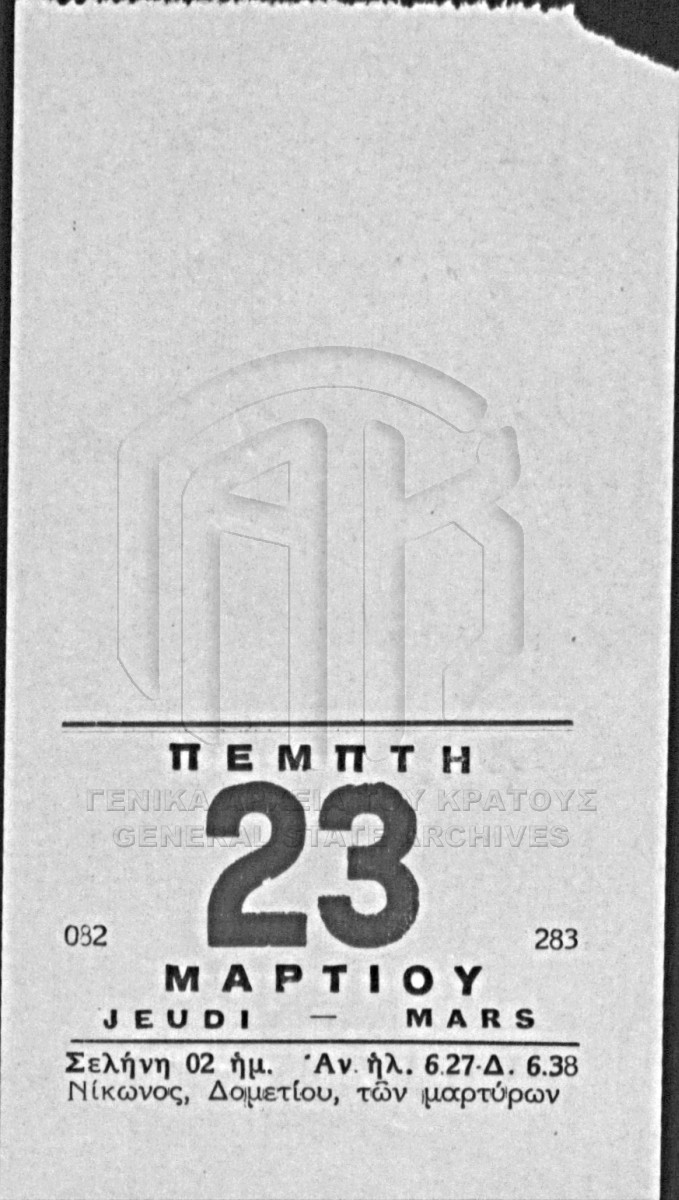 ΠΕΜΠΤΗ
23
ΓΕΝΙΚΑ ΑΡΧΕΙΑ ΤΟΥ ΚΡΑΤΟΥΣ
GENERAL STATE ARCHIVES
082 283
ΜΑΡΤΙΟΥ
JEUDI — MARS
Σελήνη 02 ἡμ. Ἀν. ἡλ. 6.27-Δ. 6.38
Νίκωνος, Δομετίου, τῶν μαρτύρων